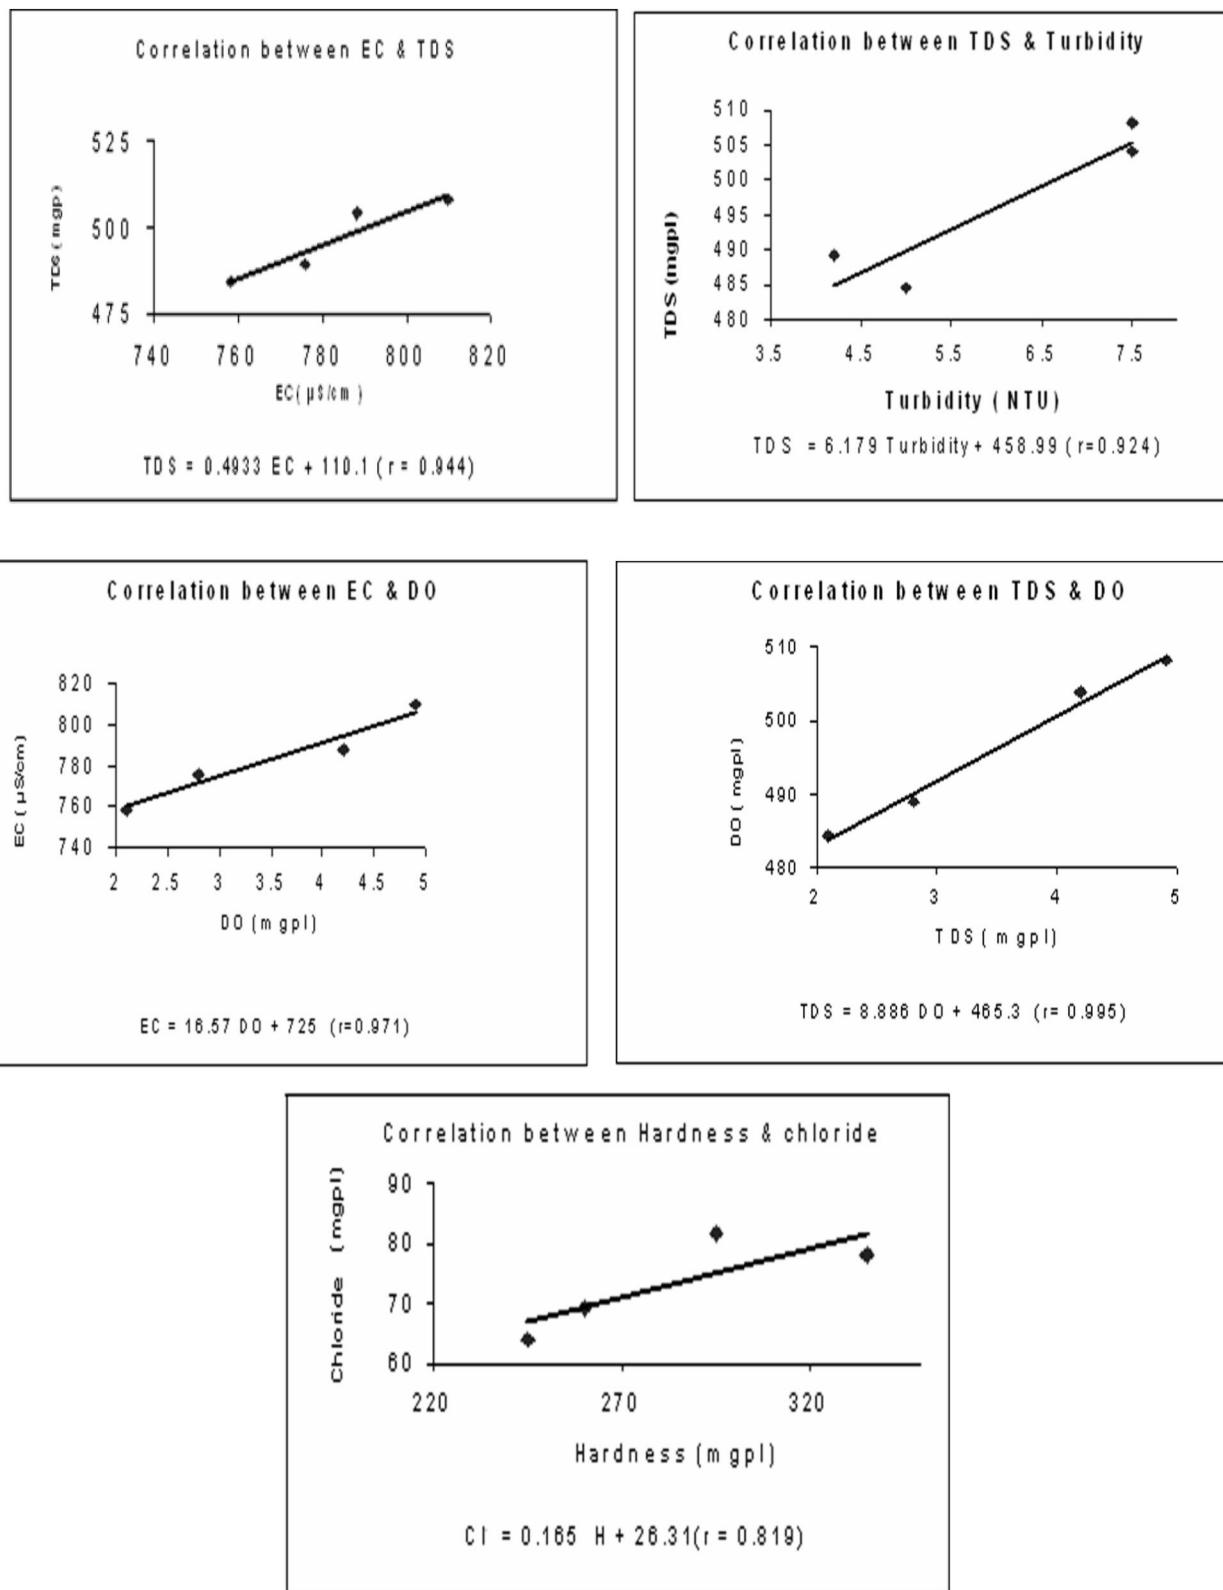 Correlation between EC & TDS
525
500
475
TDS ( mgp)
740 760 780 800 820
EC( µS/cm )
TDS = 0.4933 EC + 110.1 ( r = 0.944)
Correlation between TDS & Turbidity
510
505
500
495
490
485
480
TDS (mgpl)
3.5 4.5 5.5 6.5 7.5
Turbidity ( NTU)
TDS = 6.179 Turbidity + 458.99 ( r=0.924)
Correlation between EC & DO
820
800
780
760
740
EC ( µS/cm)
2 2.5 3 3.5 4 4.5 5
DO (mgpl)
EC = 16.57 DO + 725 (r=0.971)
Correlation between TDS & DO
510
500
490
480
DO ( mgpl)
2 3 4 5
TDS ( mgpl)
TDS = 8.886 DO + 465.3 (r= 0.995)
Correlation between Hardness & chloride
90
80
70
60
Chloride (mgpl)
220 270 320
Hardness (mgpl)
Cl = 0.165 H + 26.31(r = 0.819)